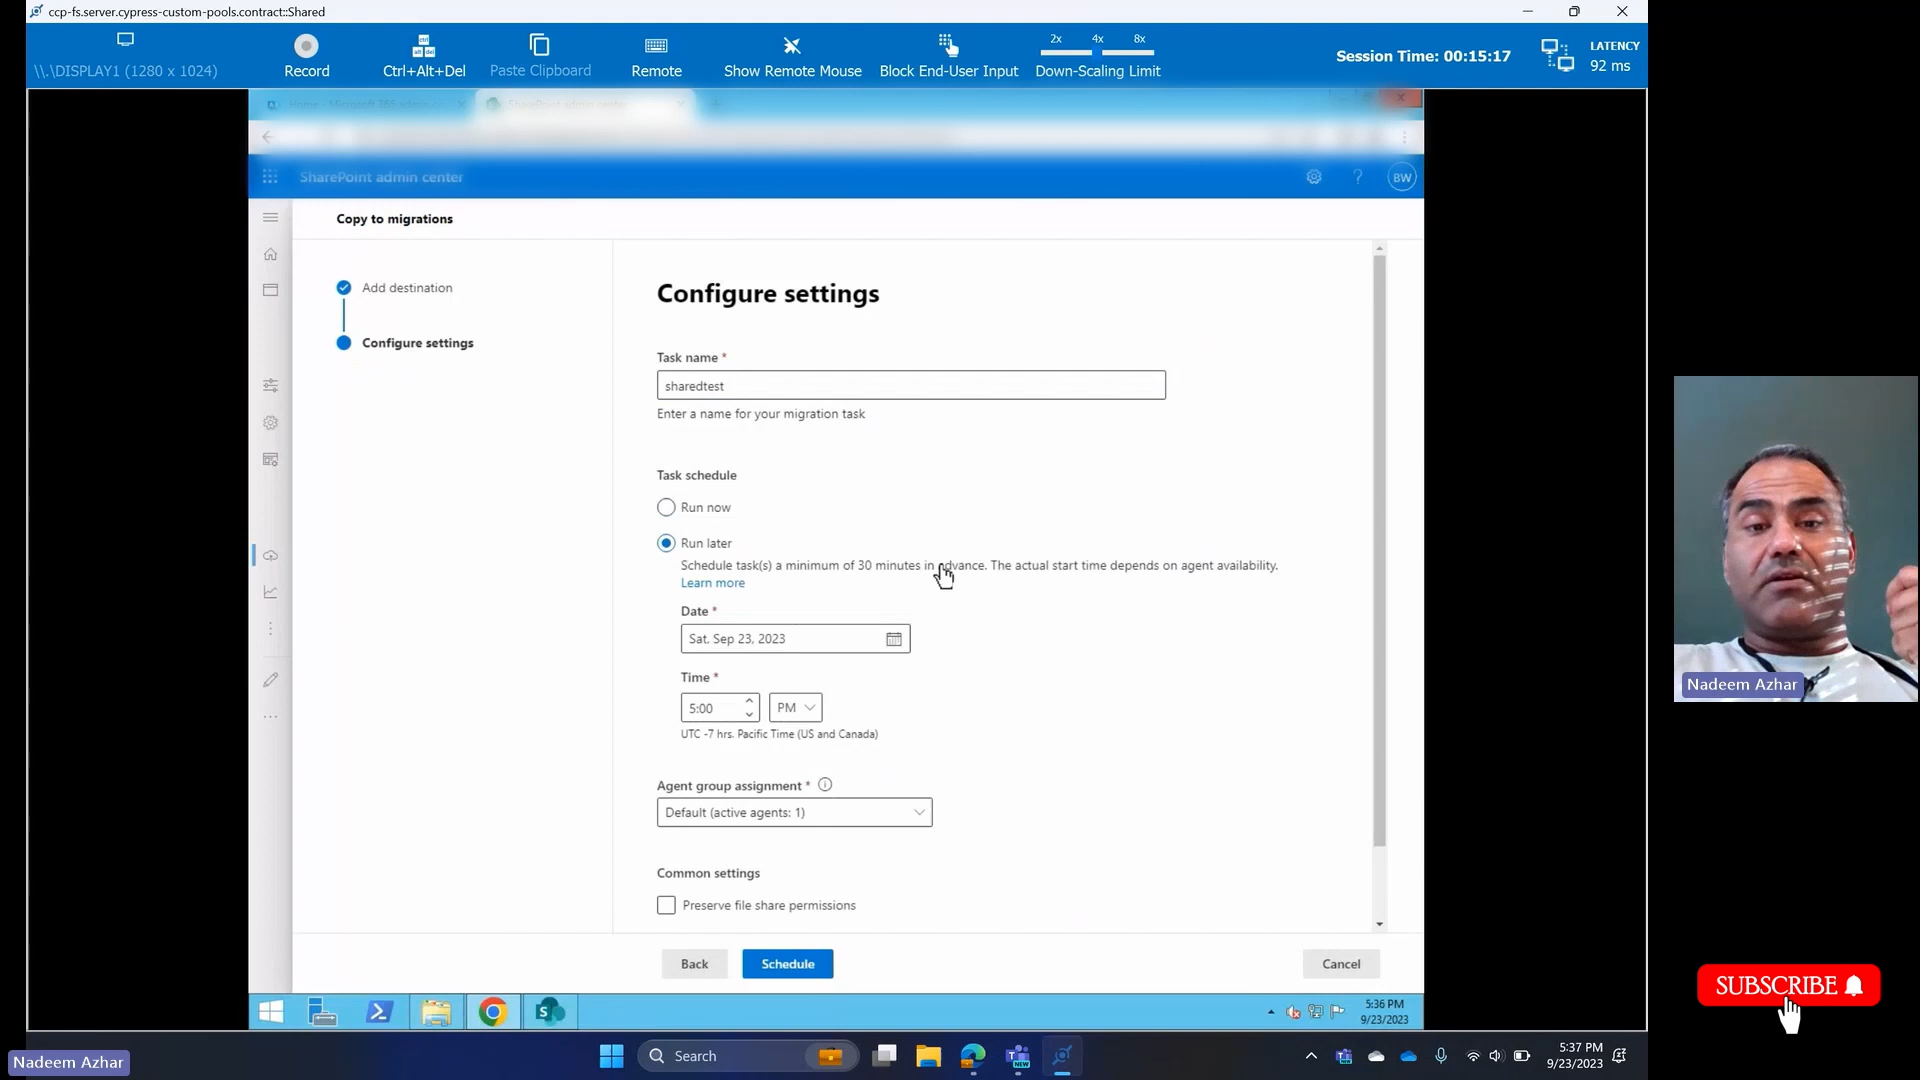 ccp-fs.server.cypress-custom-pools.contract::Shared
\\.\DISPLAY1 (1280 x 1024)
Record
Ctrl+Alt+Del
Paste Clipboard
Remote
Show Remote Mouse
Block End-User Input
2x 4x 8x
Down-Scaling Limit
Session Time: 00:15:17
LATENCY
92 ms
Home - Microsoft 365 admin
SharePoint admin center
SharePoint admin center
BW
Copy to migrations
Add destination
Configure settings
Configure settings
Task name *
sharedtest
Enter a name for your migration task
Task schedule
Run now
Run later
Schedule task(s) a minimum of 30 minutes in advance. The actual start time depends on agent availability.
Learn more
Date *
Sat, Sep 23, 2023
Time *
5:00 PM
UTC -7 hrs. Pacific Time (US and Canada)
Agent group assignment *
Default (active agents: 1)
Common settings
Preserve file share permissions
Back
Schedule
Cancel
5:36 PM
9/23/2023
Nadeem Azhar
SUBSCRIBE
Nadeem Azhar
Search
5:37 PM
9/23/2023